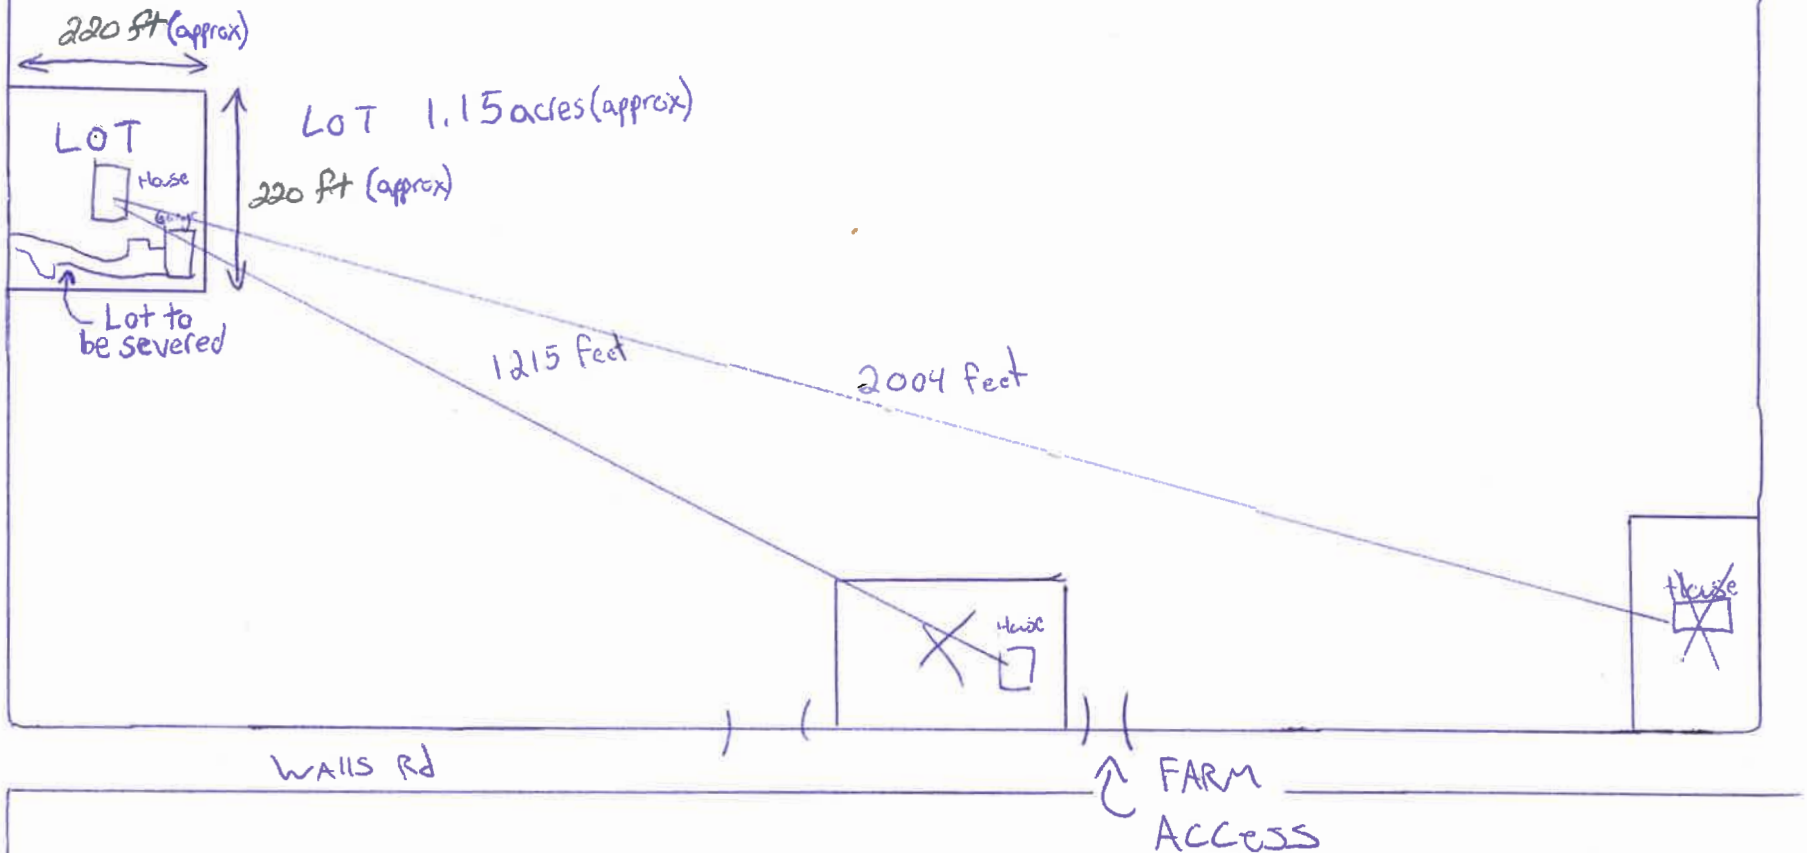 220 ft (approx)
LOT 1.15 acres (approx)
LOT
House
220 ft (approx)
Garage
Lot to
be severed
1215 feet
2004 feet
House
House
WAllS Rd
FARM
ACCESS